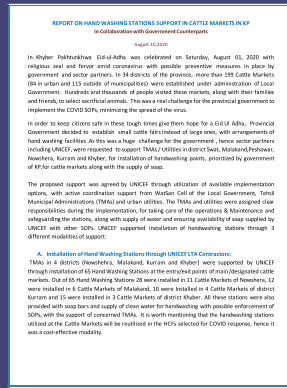 REPORT ON HAND WASHING STATIONS SUPPORT IN CATTLE MARKETS IN KP
In Collaboration with Government Counterparts
August 10,2020
In Khyber Pakhtunkhwa Eid-ul-Adha was celebrated on Saturday, August 01, 2020 with
religious zeal and fervor amid coronavirus with possible preventive measures in place by
government and sector partners. In 34 districts of the province, more than 199 Cattle Markets
(84 in urban and 115 outside of municipalities) were established under administration of Local
Government. Hundreds and thousands of people visited these markets, along with their families
and friends, to select sacrificial animals. This was a real challenge for the provincial government to
implement the COVID SOPs, minimizing the spread of the virus.
In order to keep citizens safe in these tough times give them hope for a Eid Ul Adha, Provincial
Government decided to establish small cattle fairs instead of large ones, with arrangements of
hand washing facilities. As this was a huge challenge for the government , hence sector partners
including UNICEF, were requested to support TMAs / Utilities in district Swat, Malakand, Peshawar,
Nowshera, Kurram and Khyber, for installation of handwashing points, prioritized by government
of KP,for cattle markets along with the supply of soap.
The proposed support was agreed by UNICEF through utilization of available implementation
options, with active coordination support from WatSan Cell of the Local Government, Tehsil
Municipal Administrations (TMAs) and urban utilities. The TMAs and utilities were assigned clear
responsibilities during the implementation, for taking care of the operations & Maintenance and
safeguarding the stations, along with supply of water and ensuring availability of soap supplied by
UNICEF with other SOPs. UNICEF supported installation of handwashing stations through 3
different modalities of support:
A. Installation of Hand Washing Stations through UNICEF LTA Contractors:
TMAs in 4 districts (Nowshehra, Malakand, Kurram and Khyber) were supported by UNICEF
through installation of 65 Hand Washing Stations at the entry/exit points of main/designated cattle
markets. Out of 65 Hand Washing Stations 28 were installed in 11 Cattle Markets of Nowshera, 12
were installed in 6 Cattle Markets of Malakand, 10 were Installed in 4 Cattle Markets of district
Kurram and 15 were Installed in 3 Cattle Markets of district Khyber. All these stations were also
provided with soap bars and supply of clean water for handwashing with possible enforcement of
SOPs, with the support of concerned TMAs. It is worth mentioning that the handwashing stations
utilized at the Cattle Markets will be reutilized in the HCFs selected for COVID response, hence it
was a cost-effective modality.